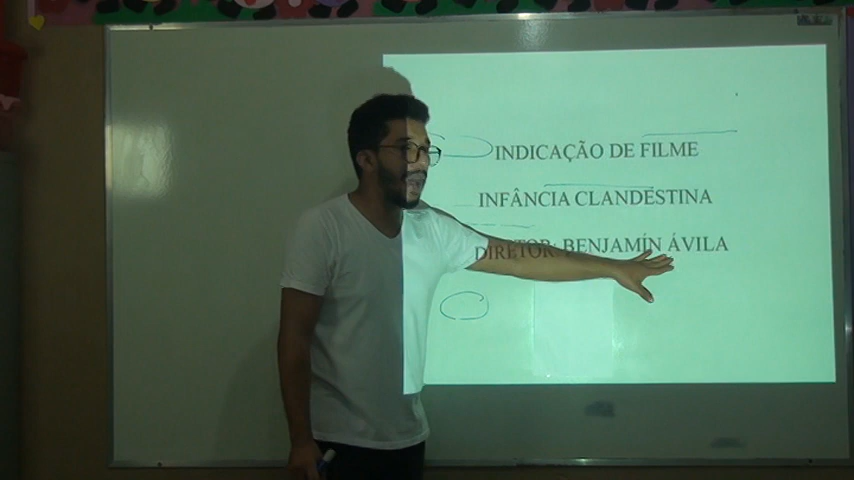 INDICAÇÃO DE FILME
INFÂNCIA CLANDESTINA
DIRETOR: BENJAMÍN ÁVILA